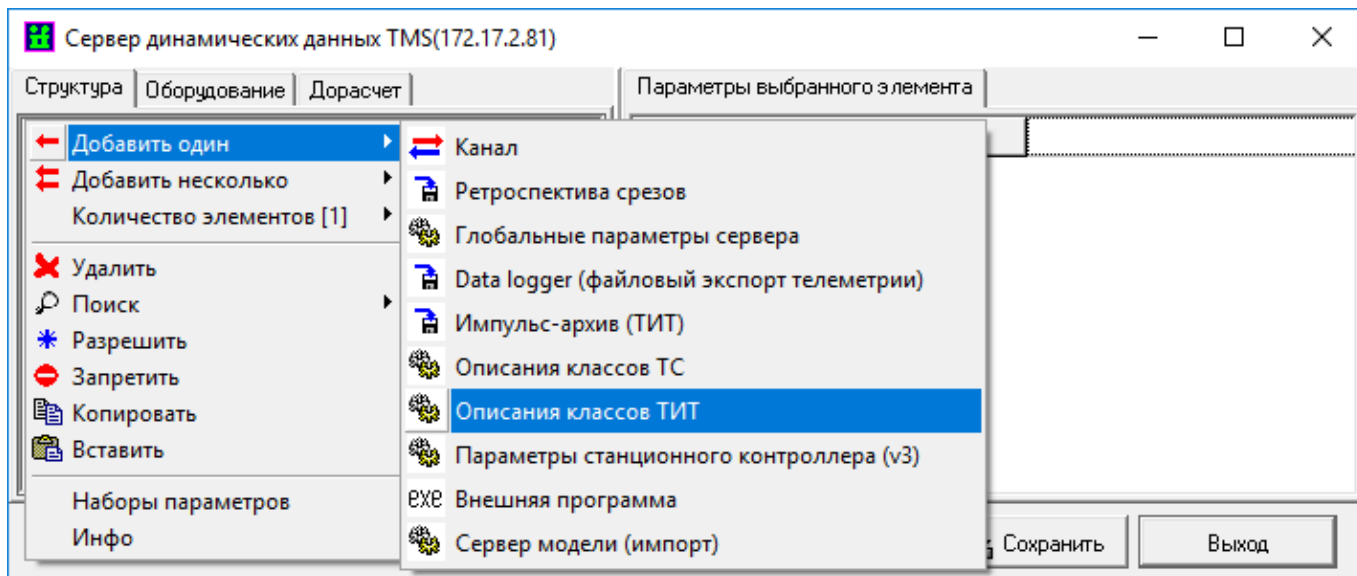 Сервер динамических данных TMS(172.17.2.81)
Структура Оборудование Дорасчет
Параметры выбранного элемента
Добавить один
Добавить несколько
Количество элементов [1]
Удалить
Поиск
Разрешить
Запретить
Копировать
Вставить
Наборы параметров
Инфо
Канал
Ретроспектива срезов
Глобальные параметры сервера
Data logger (файловый экспорт телеметрии)
Импульс-архив (ТИТ)
Описания классов ТС
Описания классов ТИТ
Параметры станционного контроллера (v3)
exe Внешняя программа
Сервер модели (импорт)
Сохранить
Выход